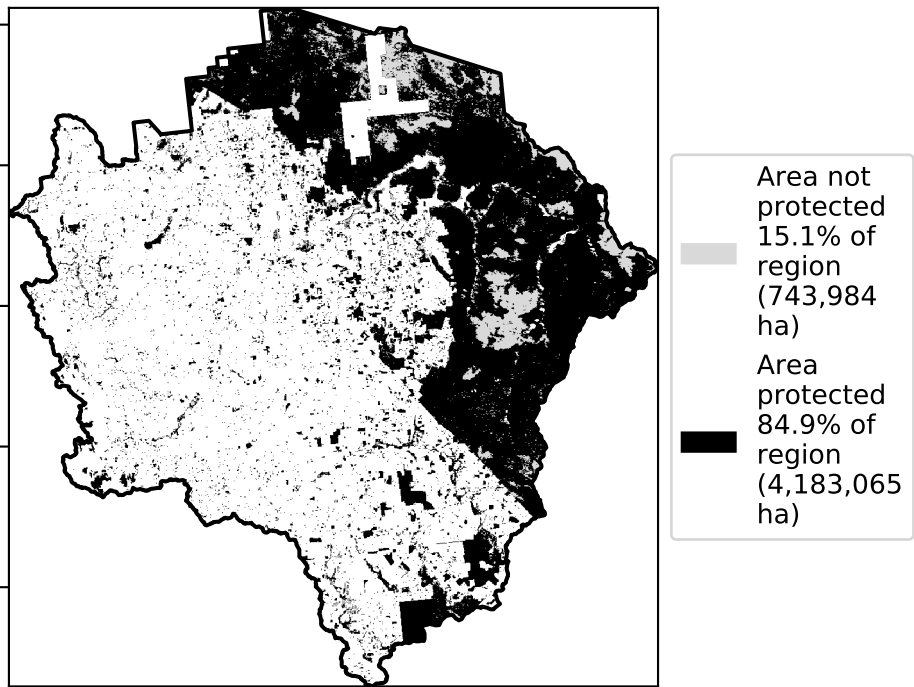 Area not
protected
15.1% of
region
(743,984
ha)
Area
protected
84.9% of
region
(4,183,065
ha)